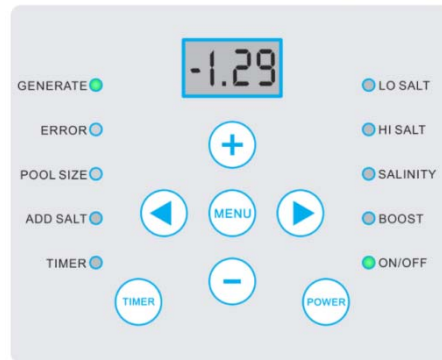 -1.29
GENERATE
ERROR
POOL SIZE
ADD SALT
TIMER
LO SALT
HI SALT
SALINITY
BOOST
ON/OFF
+
MENU
−
TIMER
POWER